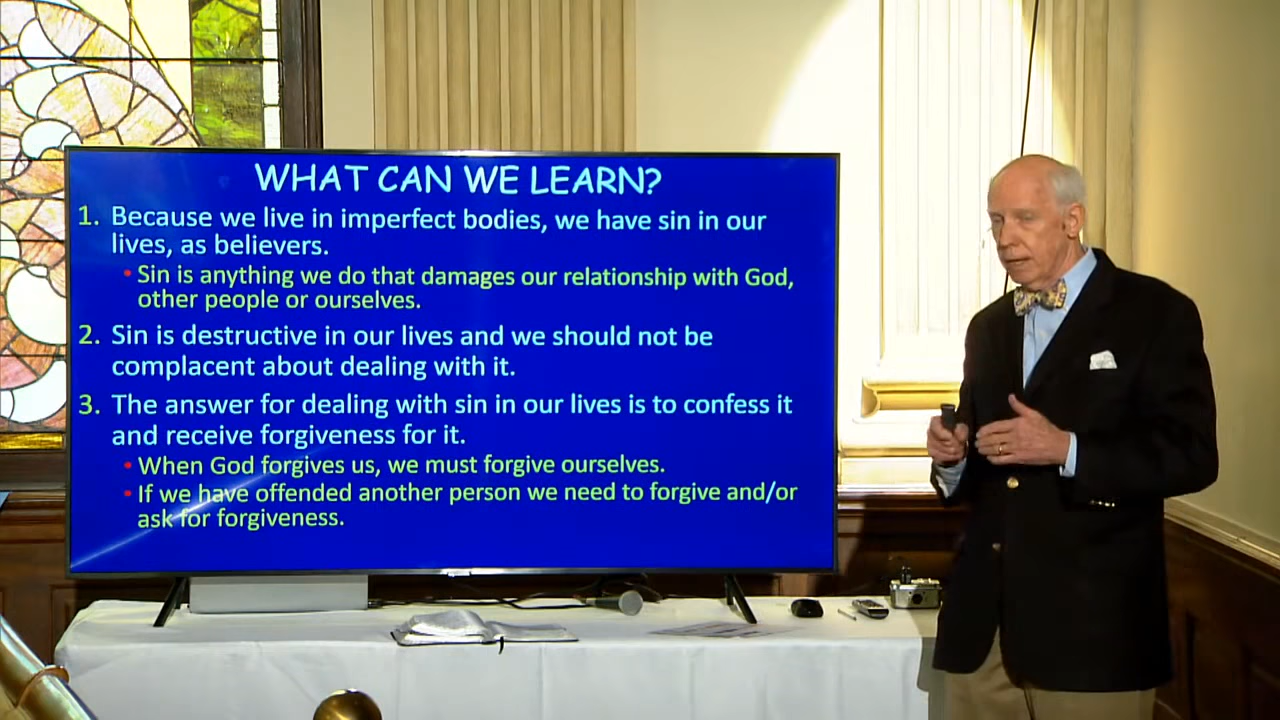 WHAT CAN WE LEARN?
1. Because we live in imperfect bodies, we have sin in our
lives, as believers.
• Sin is anything we do that damages our relationship with God,
other people or ourselves.
2. Sin is destructive in our lives and we should not be
complacent about dealing with it.
3. The answer for dealing with sin in our lives is to confess it
and receive forgiveness for it.
• When God forgives us, we must forgive ourselves.
• If we have offended another person we need to forgive and/or
ask for forgiveness.